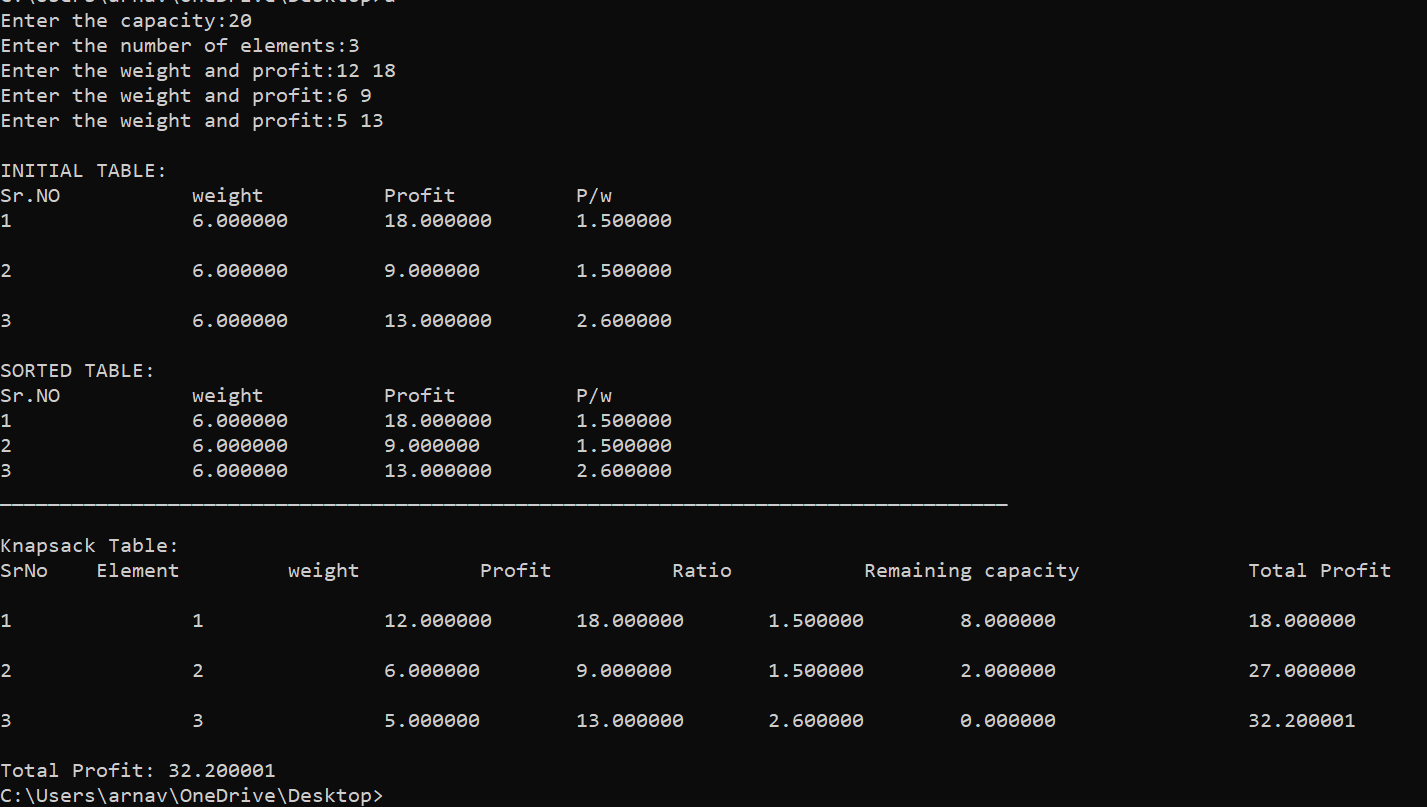 C:\Users\arnav\OneDrive\Desktop>a
Enter the capacity:20
Enter the number of elements:3
Enter the weight and profit:12 18
Enter the weight and profit:6 9
Enter the weight and profit:5 13
INITIAL TABLE:
Sr.NO weight Profit P/w
1 6.000000 18.000000 1.500000
2 6.000000 9.000000 1.500000
3 6.000000 13.000000 2.600000
SORTED TABLE:
Sr.NO weight Profit P/w
1 6.000000 18.000000 1.500000
2 6.000000 9.000000 1.500000
3 6.000000 13.000000 2.600000
____________________________________________________________________________________
Knapsack Table:
SrNo Element weight Profit Ratio Remaining capacity Total Profit
1 1 12.000000 18.000000 1.500000 8.000000 18.000000
2 2 6.000000 9.000000 1.500000 2.000000 27.000000
3 3 5.000000 13.000000 2.600000 0.000000 32.200001
Total Profit: 32.200001
C:\Users\arnav\OneDrive\Desktop>